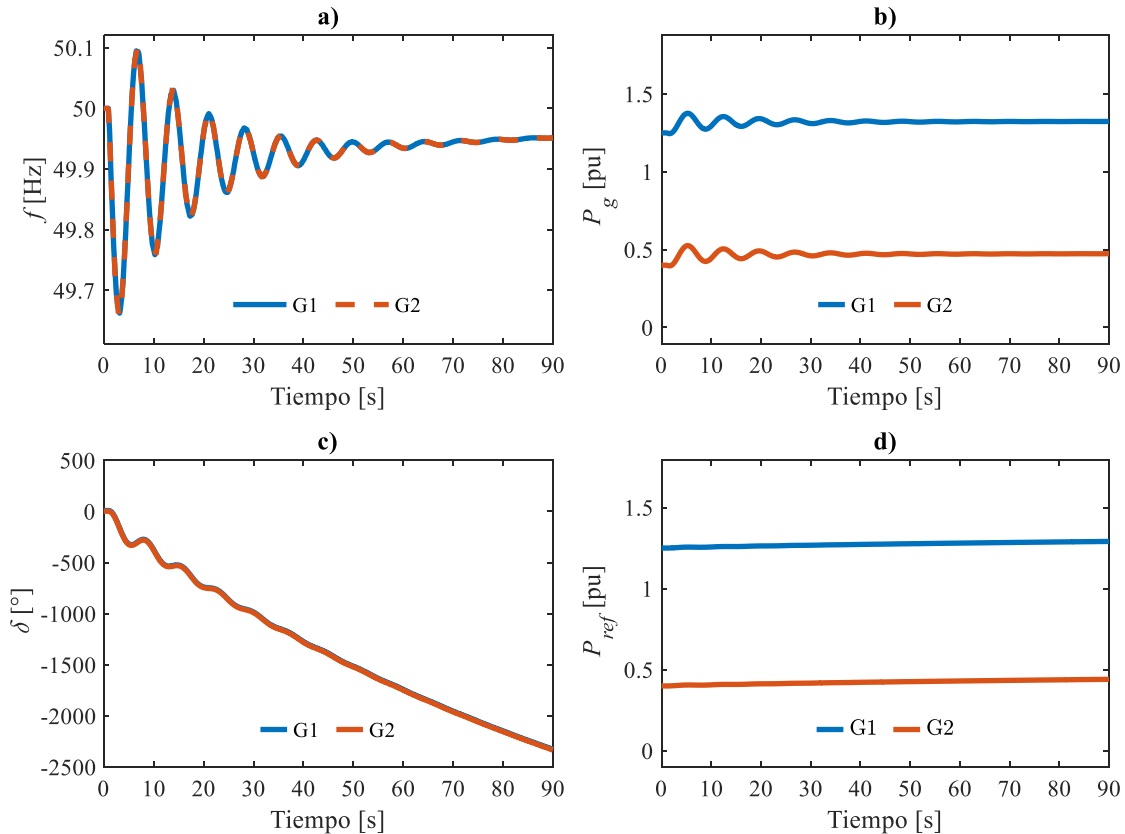 a)
50.1
50
49.9
49.8
49.7
f [Hz]
G1
G2
0 10 20 30 40 50 60 70 80 90
Tiempo [s]
b)
1.5
1
0.5
0
P_g [pu]
G1
G2
0 10 20 30 40 50 60 70 80 90
Tiempo [s]
c)
500
0
-500
-1000
-1500
-2000
-2500
δ [°]
G1
G2
0 10 20 30 40 50 60 70 80 90
Tiempo [s]
d)
1.5
1
0.5
0
P_ref [pu]
G1
G2
0 10 20 30 40 50 60 70 80 90
Tiempo [s]